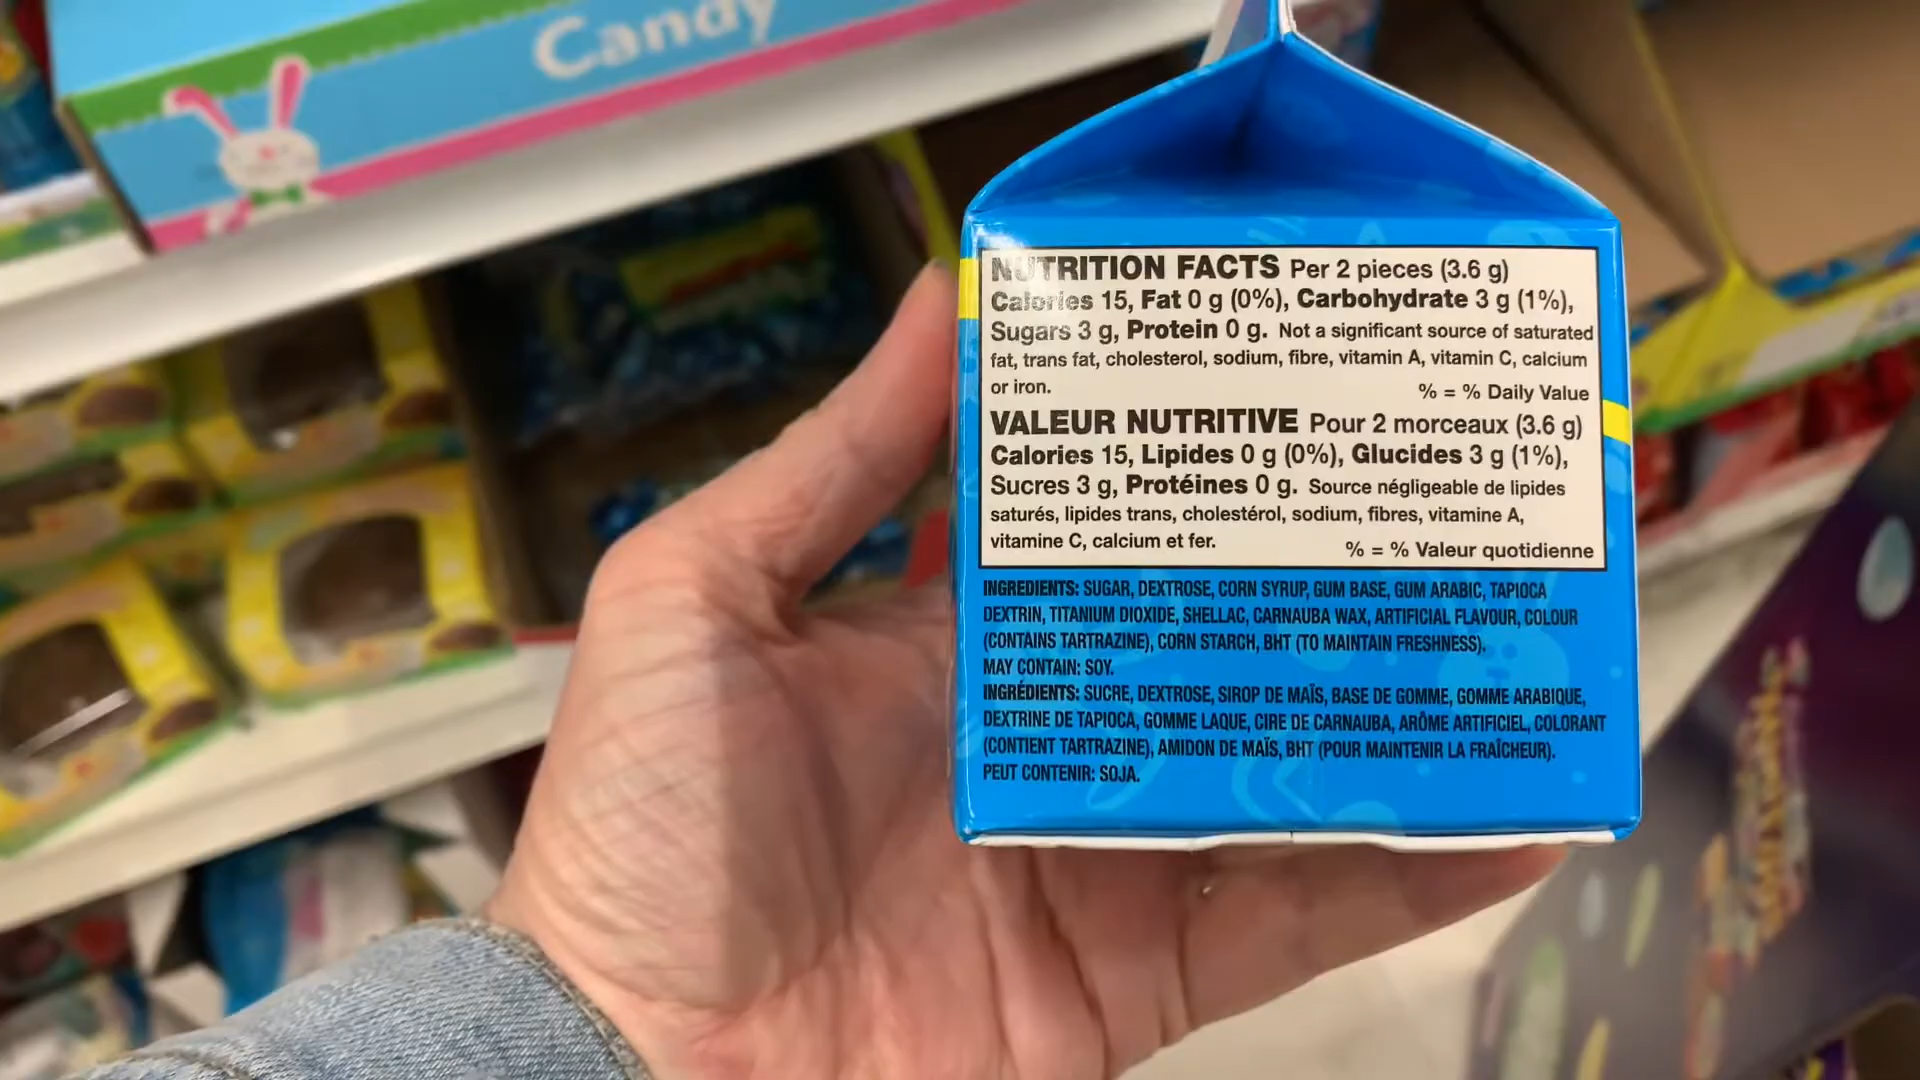 Candy
NUTRITION FACTS Per 2 pieces (3.6 g)
Calories 15, Fat 0 g (0%), Carbohydrate 3 g (1%),
Sugars 3 g, Protein 0 g. Not a significant source of saturated
fat, trans fat, cholesterol, sodium, fibre, vitamin A, vitamin C, calcium
or iron.
% = % Daily Value
VALEUR NUTRITIVE Pour 2 morceaux (3.6 g)
Calories 15, Lipides 0 g (0%), Glucides 3 g (1%),
Sucres 3 g, Protéines 0 g. Source négligeable de lipides
saturés, lipides trans, cholestérol, sodium, fibres, vitamine A,
vitamine C, calcium et fer.
% = % Valeur quotidienne
INGREDIENTS: SUGAR, DEXTROSE, CORN SYRUP, GUM BASE, GUM ARABIC, TAPIOCA
DEXTRIN, TITANIUM DIOXIDE, SHELLAC, CARNAUBA WAX, ARTIFICIAL FLAVOUR, COLOUR
(CONTAINS TARTRAZINE), CORN STARCH, BHT (TO MAINTAIN FRESHNESS).
MAY CONTAIN: SOY.
INGRÉDIENTS: SUCRE, DEXTROSE, SIROP DE MAÏS, BASE DE GOMME, GOMME ARABIQUE,
DEXTRINE DE TAPIOCA, GOMME LAQUE, CIRE DE CARNAUBA, ARÔME ARTIFICIEL, COLORANT
(CONTIENT TARTRAZINE), AMIDON DE MAÏS, BHT (POUR MAINTENIR LA FRAÎCHEUR).
PEUT CONTENIR: SOJA.